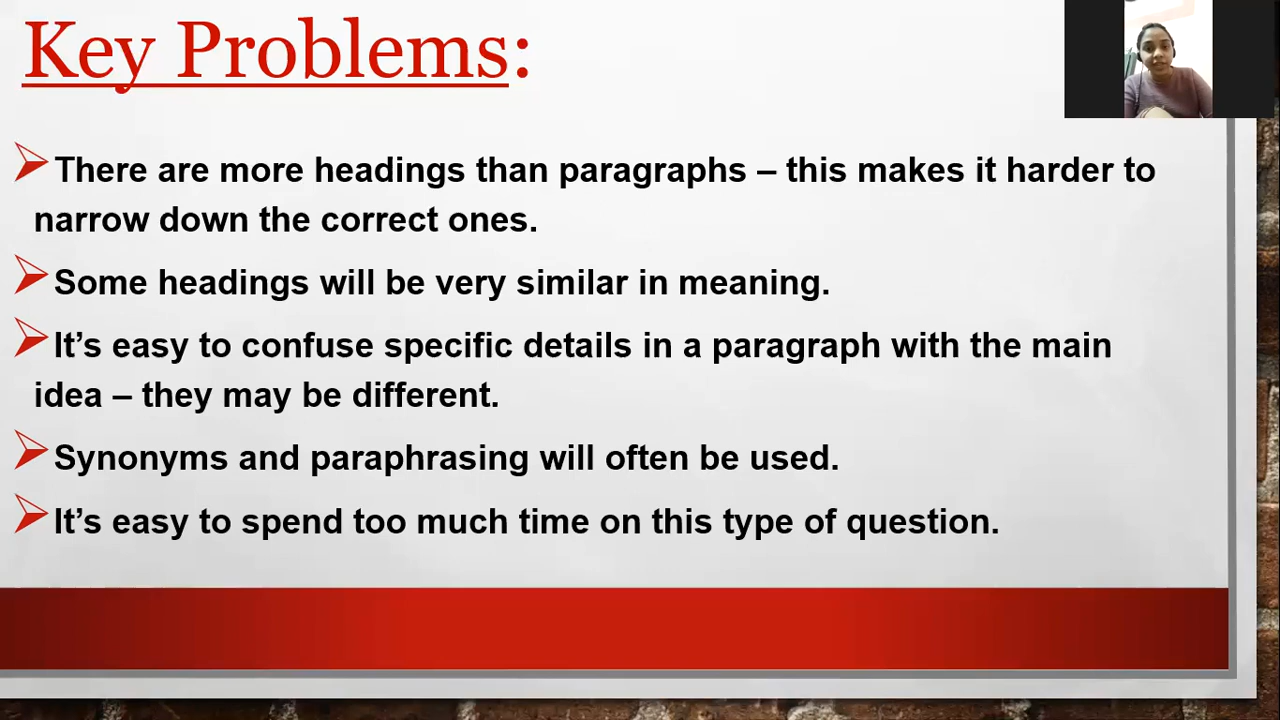 Key Problems:
There are more headings than paragraphs – this makes it harder to
narrow down the correct ones.
Some headings will be very similar in meaning.
It’s easy to confuse specific details in a paragraph with the main
idea – they may be different.
Synonyms and paraphrasing will often be used.
It’s easy to spend too much time on this type of question.